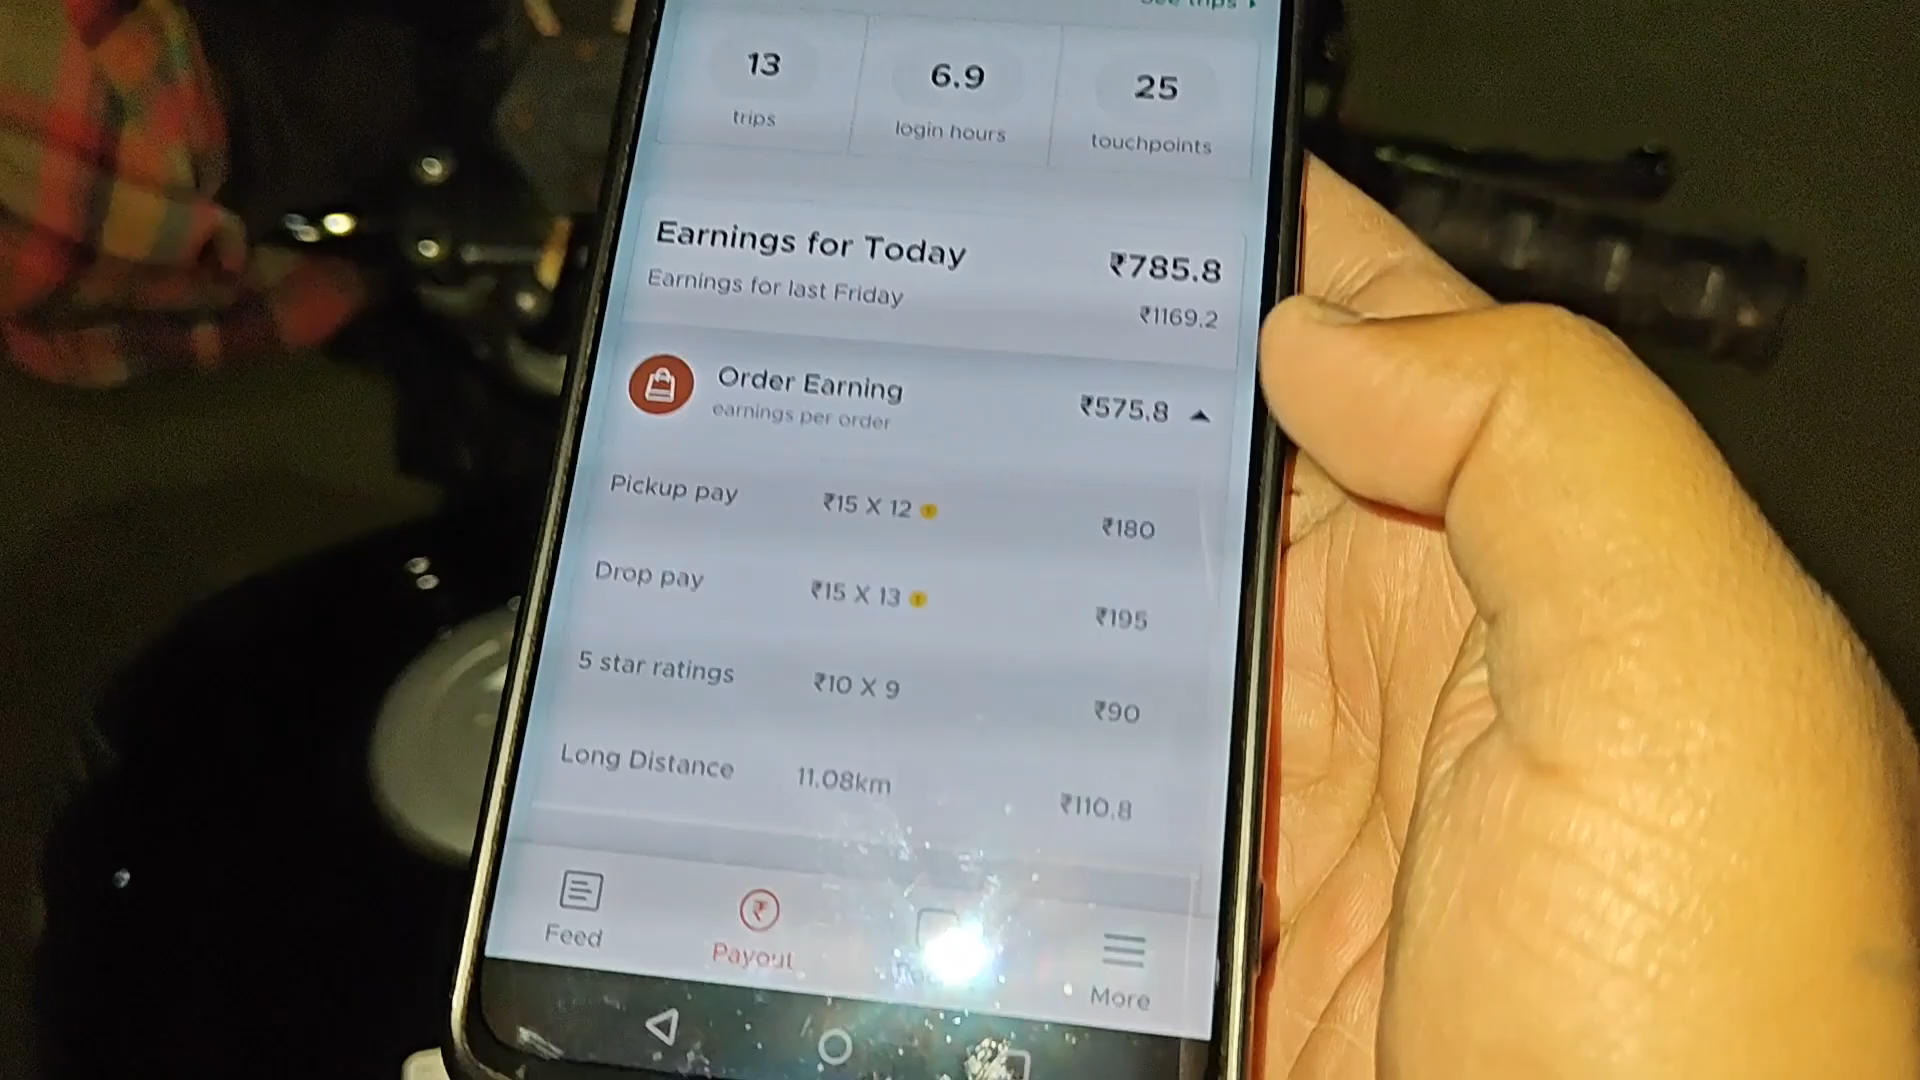 See trips
13
trips
6.9
login hours
25
touchpoints
Earnings for Today ₹785.8
Earnings for last Friday ₹1169.2
Order Earning ₹575.8
earnings per order
Pickup pay ₹15 X 12 ₹180
Drop pay ₹15 X 13 ₹195
5 star ratings ₹10 X 9 ₹90
Long Distance 11.08km ₹110.8
Feed
Payout
More